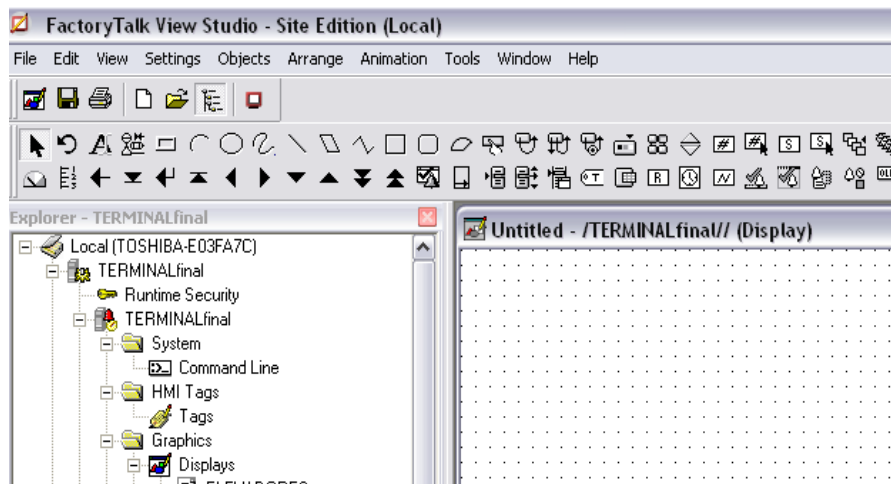 FactoryTalk View Studio - Site Edition (Local)
File Edit View Settings Objects Arrange Animation Tools Window Help
Explorer - TERMINALfinal
Untitled - /TERMINALfinal// (Display)
Local (TOSHIBA-E03FA7C)
TERMINALfinal
Runtime Security
TERMINALfinal
System
Command Line
HMI Tags
Tags
Graphics
Displays